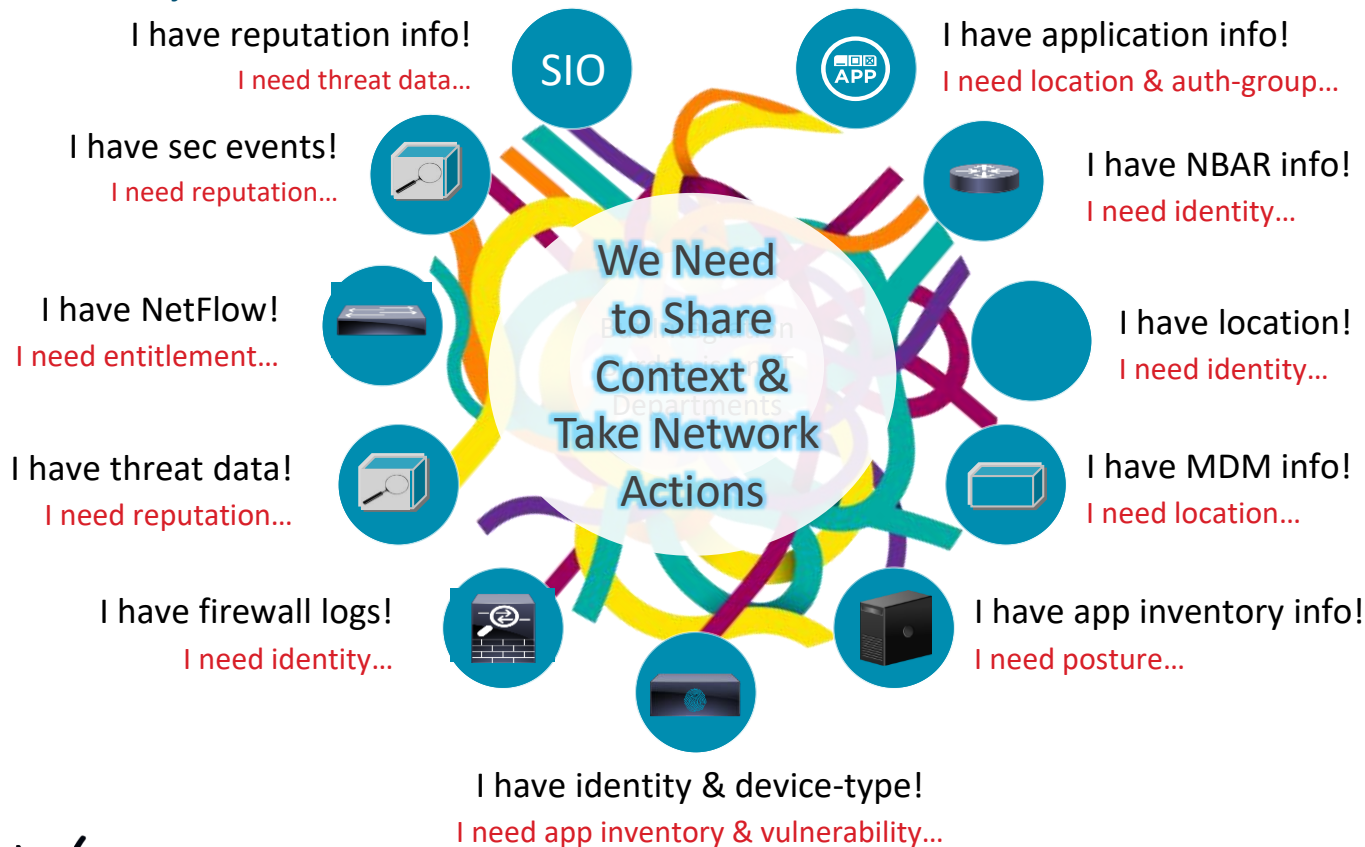 I have reputation info!
I need threat data…
SIO
APP
I have application info!
I need location & auth-group…
I have sec events!
I need reputation…
I have NBAR info!
I need identity…
We Need
to Share
Context &
Take Network
Actions
Departments
I have NetFlow!
I need entitlement…
I have location!
I need identity…
I have threat data!
I need reputation…
I have MDM info!
I need location…
I have firewall logs!
I need identity…
I have app inventory info!
I need posture…
I have identity & device-type!
I need app inventory & vulnerability…